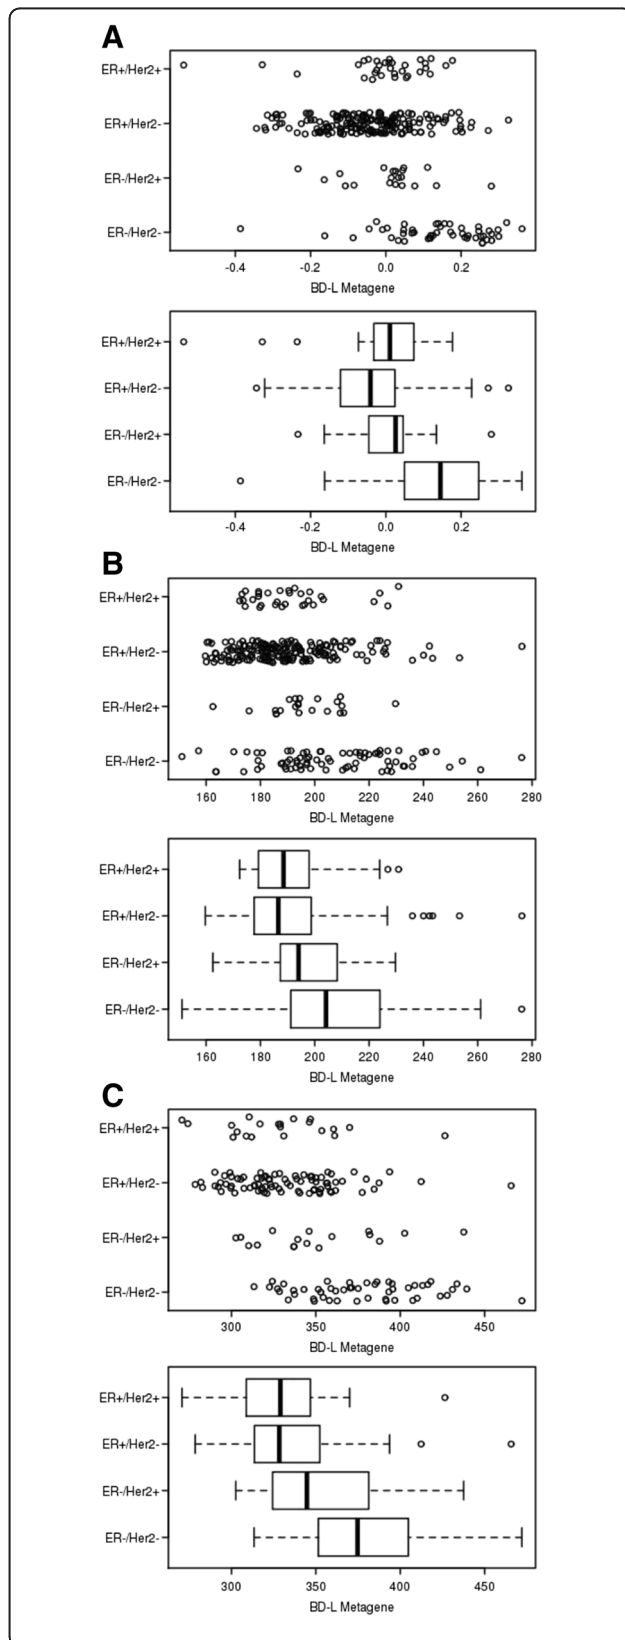 A
ER+/Her2+
ER+/Her2-
ER-/Her2+
ER-/Her2-
-0.4 -0.2 0.0 0.2
BD-L Metagene
ER+/Her2+
ER+/Her2-
ER-/Her2+
ER-/Her2-
-0.4 -0.2 0.0 0.2
BD-L Metagene
B
ER+/Her2+
ER+/Her2-
ER-/Her2+
ER-/Her2-
160 180 200 220 240 260 280
BD-L Metagene
ER+/Her2+
ER+/Her2-
ER-/Her2+
ER-/Her2-
160 180 200 220 240 260 280
BD-L Metagene
C
ER+/Her2+
ER+/Her2-
ER-/Her2+
ER-/Her2-
300 350 400 450
BD-L Metagene
ER+/Her2+
ER+/Her2-
ER-/Her2+
ER-/Her2-
300 350 400 450
BD-L Metagene